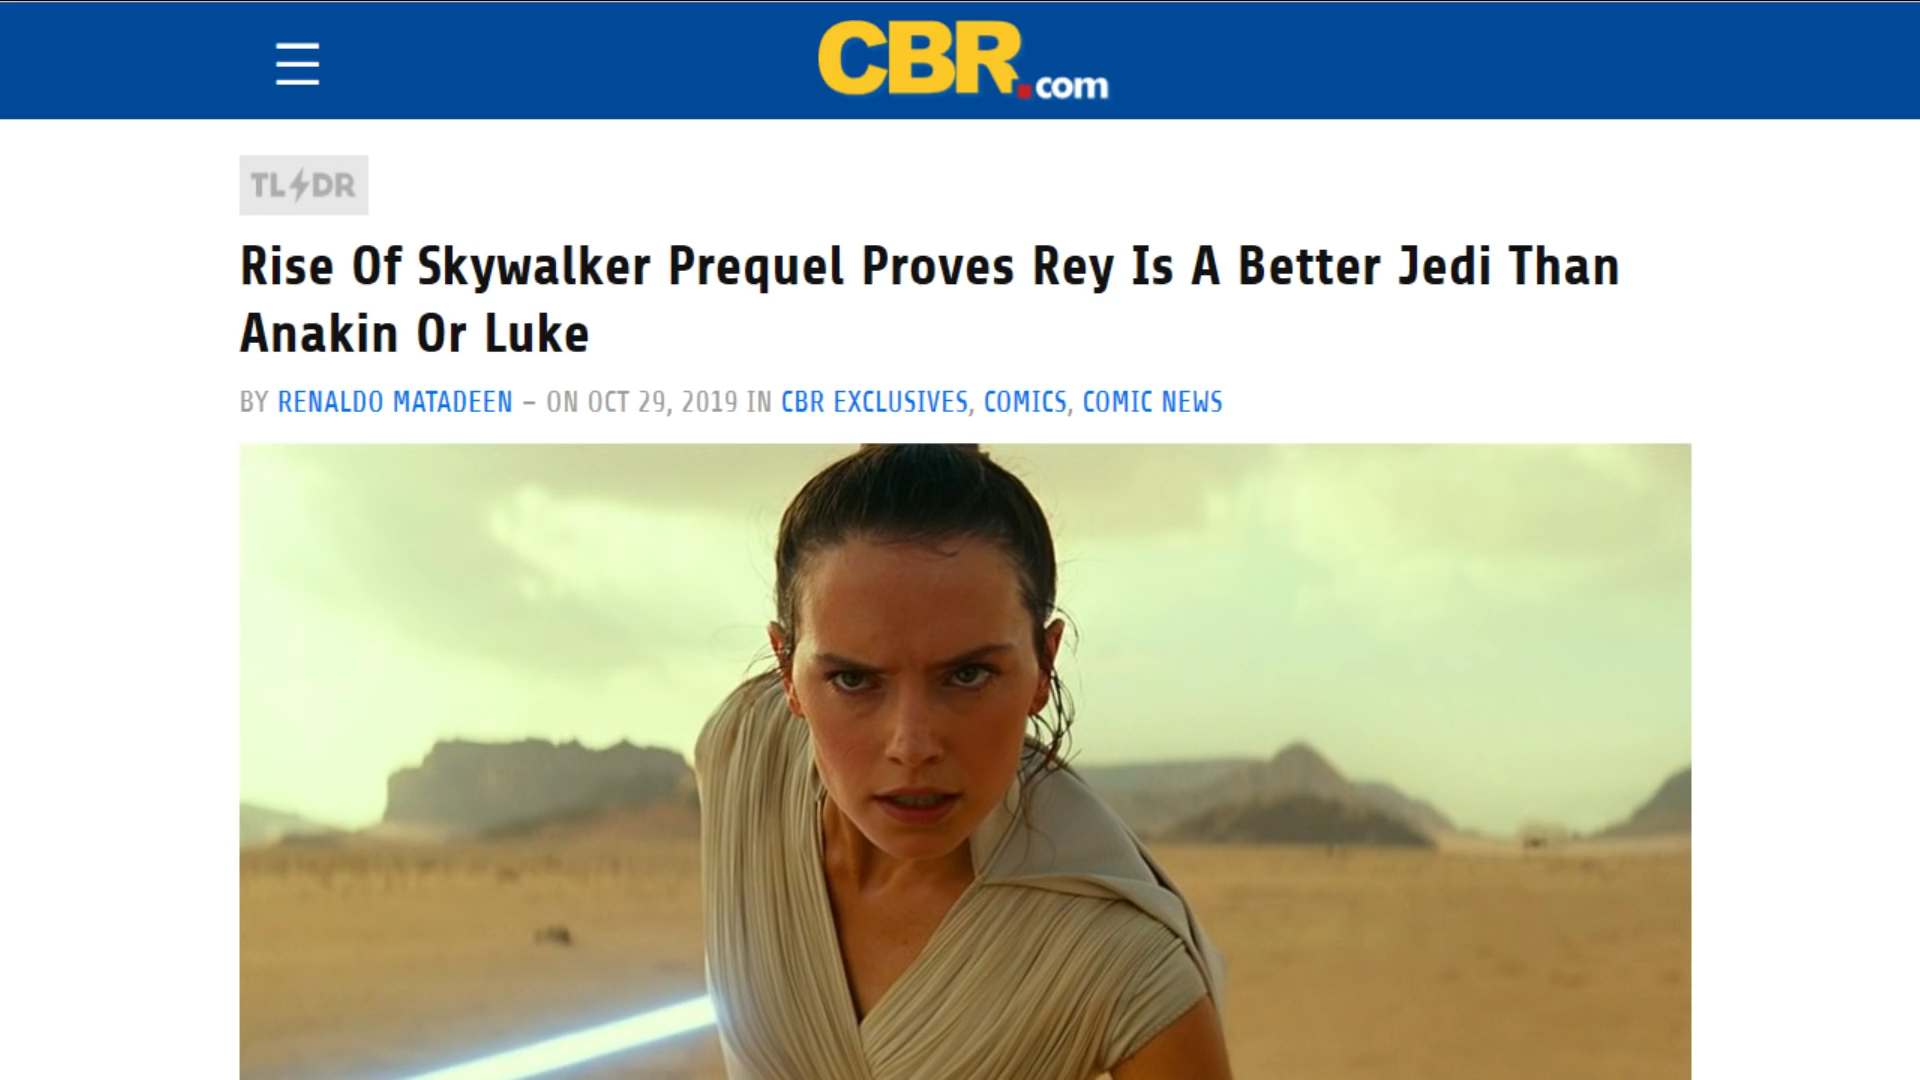 CBR.com
TL DR
Rise Of Skywalker Prequel Proves Rey Is A Better Jedi Than
Anakin Or Luke
BY RENALDO MATADEEN – ON OCT 29, 2019 IN CBR EXCLUSIVES, COMICS, COMIC NEWS